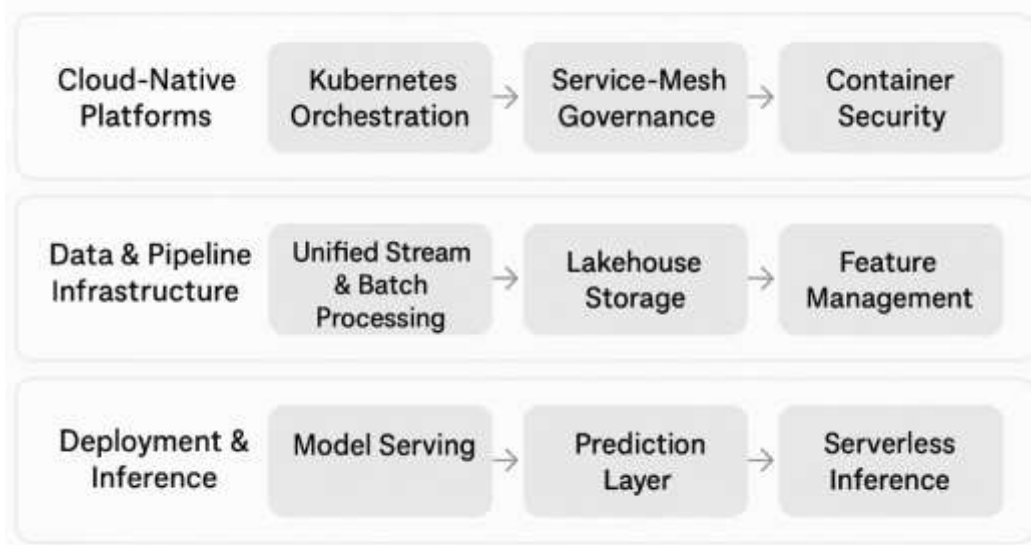 Cloud-Native
Platforms
Kubernetes
Orchestration
Service-Mesh
Governance
Container
Security
Data & Pipeline
Infrastructure
Unified Stream
& Batch
Processing
Lakehouse
Storage
Feature
Management
Deployment &
Inference
Model Serving
Prediction
Layer
Serverless
Inference